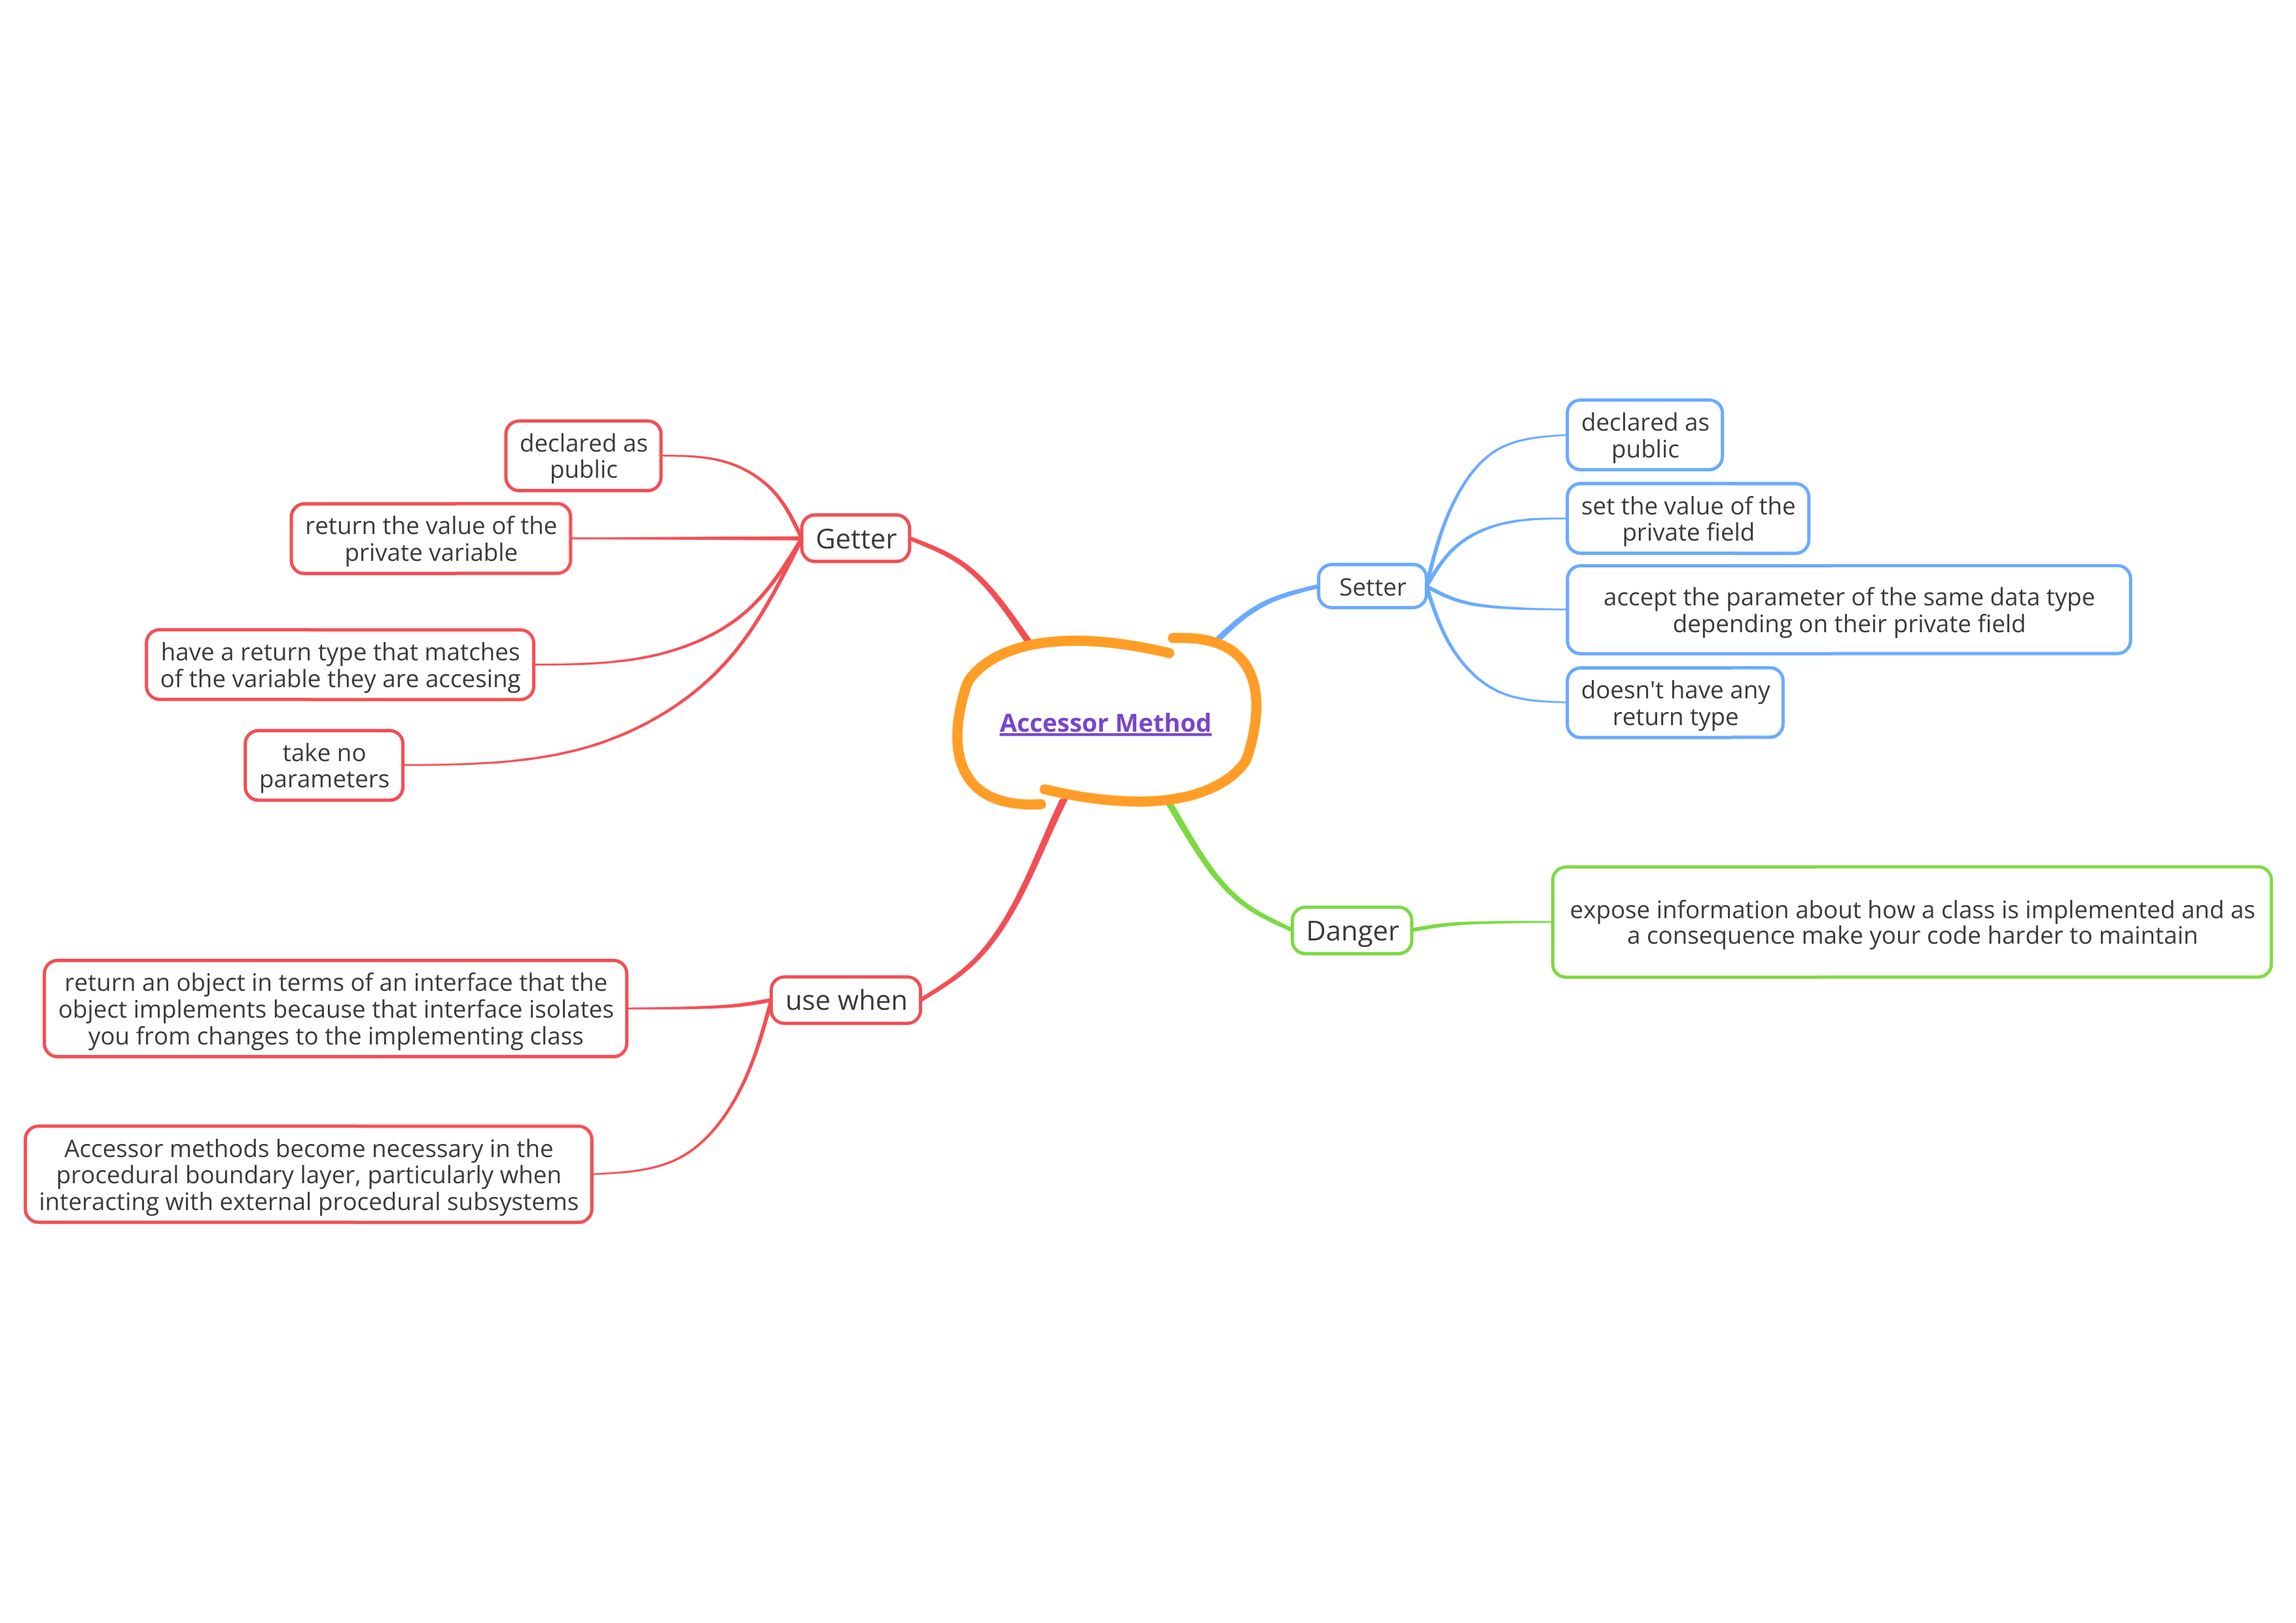 Accessor Method
Getter
declared as
public
return the value of the
private variable
have a return type that matches
of the variable they are accesing
take no
parameters
Setter
declared as
public
set the value of the
private field
accept the parameter of the same data type
depending on their private field
doesn't have any
return type
Danger
expose information about how a class is implemented and as
a consequence make your code harder to maintain
use when
return an object in terms of an interface that the
object implements because that interface isolates
you from changes to the implementing class
Accessor methods become necessary in the
procedural boundary layer, particularly when
interacting with external procedural subsystems